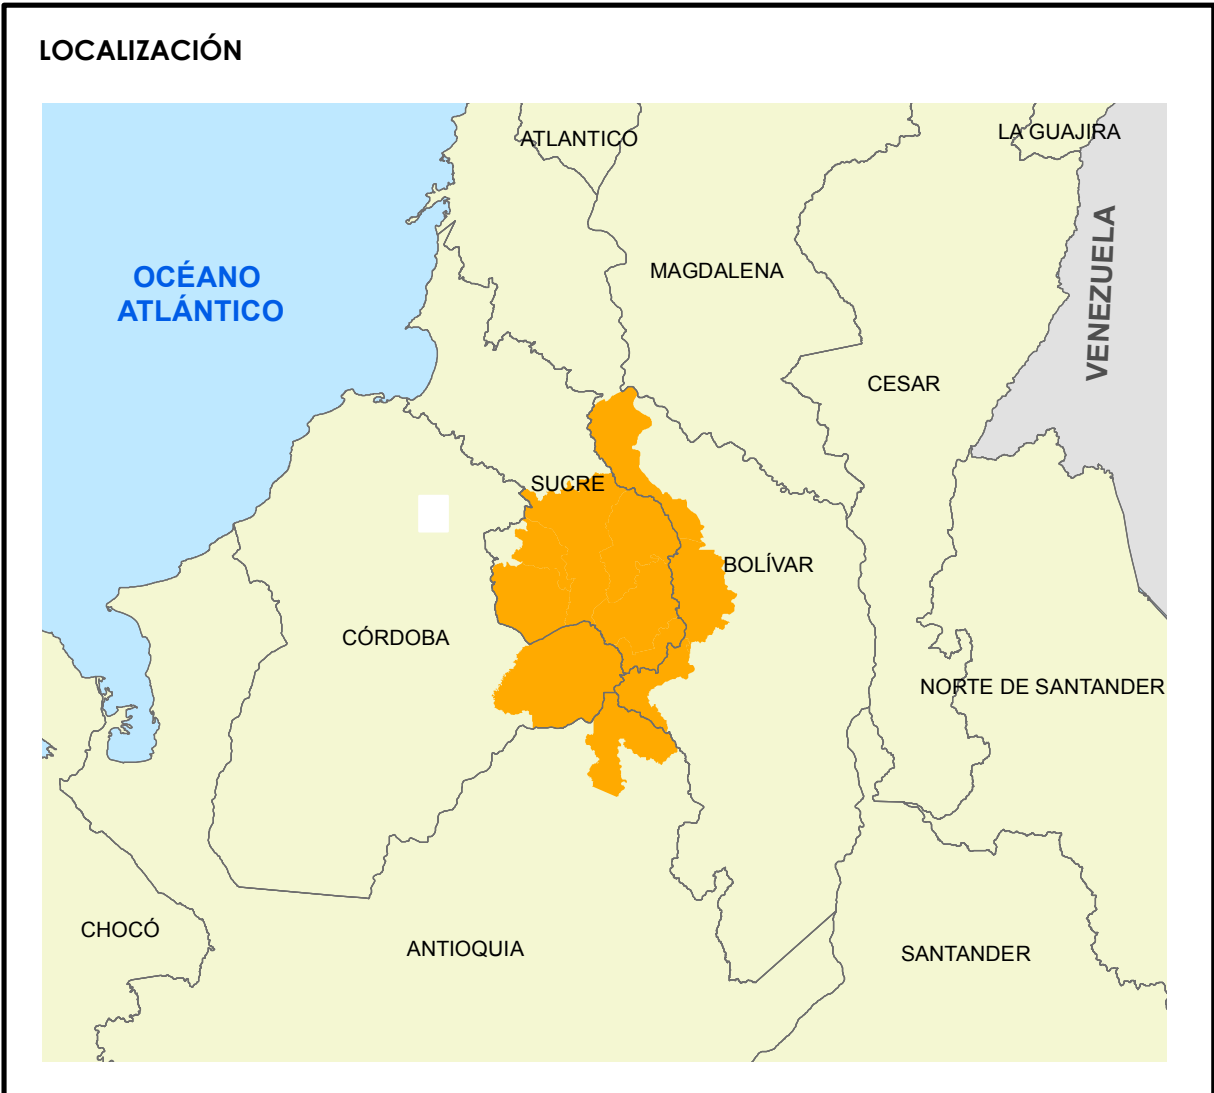 LOCALIZACIÓN
ATLANTICO
LA GUAJIRA
VENEZUELA
MAGDALENA
OCÉANO
ATLÁNTICO
CESAR
SUCRE
BOLÍVAR
CÓRDOBA
NORTE DE SANTANDER
CHOCÓ
ANTIOQUIA
SANTANDER